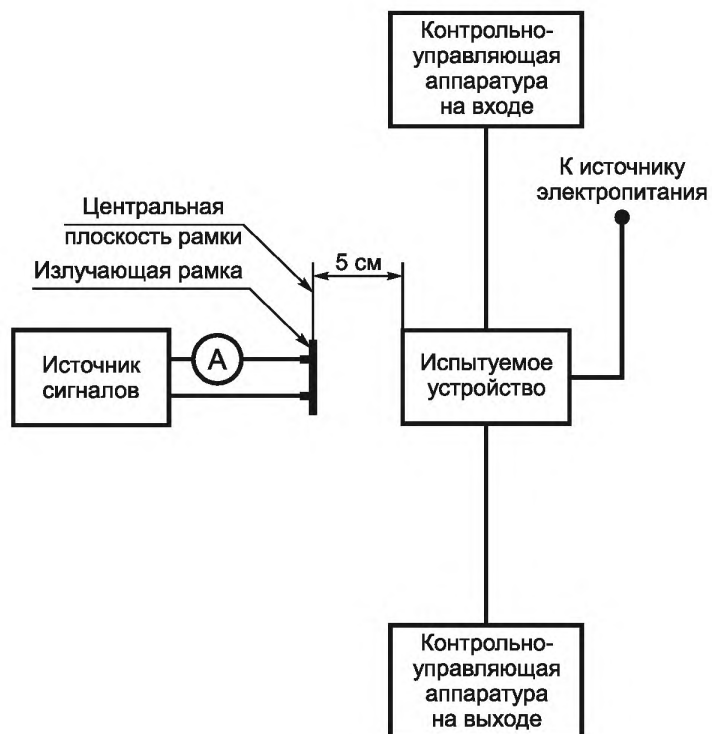 Контрольно-
управляющая
аппаратура
на входе
К источнику
электропитания
Центральная
плоскость рамки
Излучающая рамка
5 см
Источник
сигналов
А
Испытуемое
устройство
Контрольно-
управляющая
аппаратура
на выходе